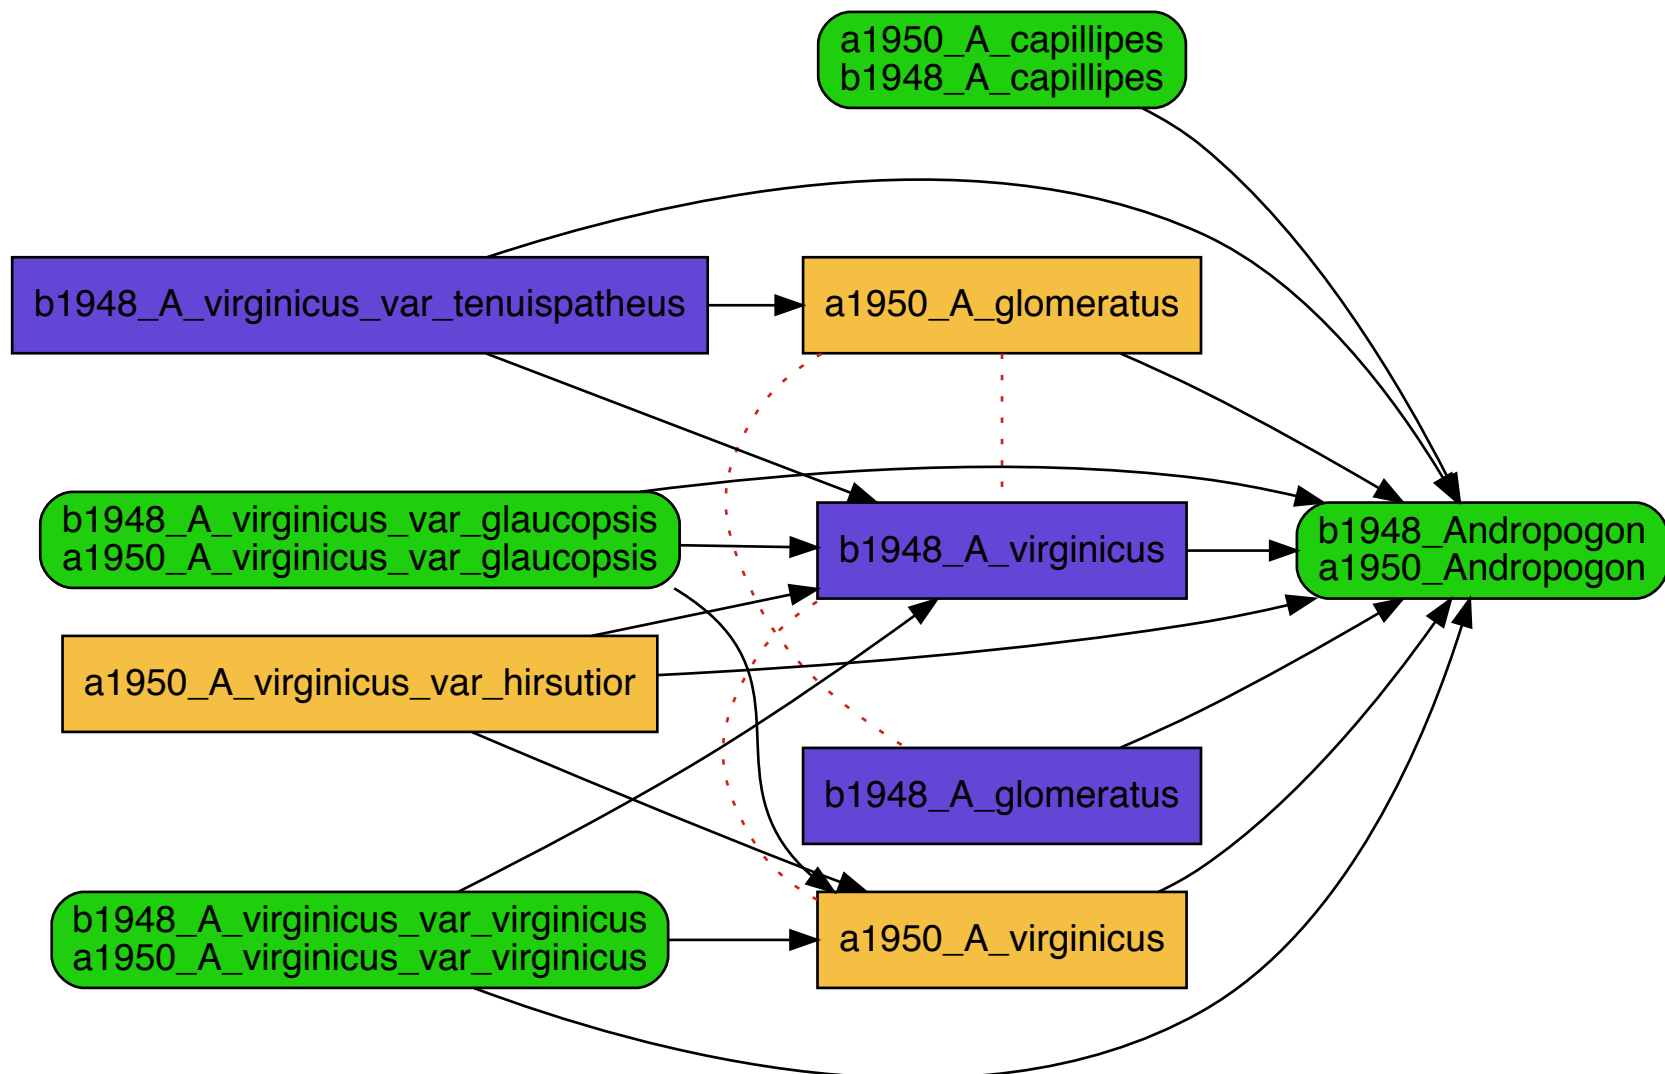 a1950_A_capillipes
b1948_A_capillipes
b1948_A_virginicus_var_tenuispatheus
a1950_A_glomeratus
b1948_A_virginicus_var_glaucopsis
a1950_A_virginicus_var_glaucopsis
b1948_A_virginicus
b1948_Andropogon
a1950_Andropogon
a1950_A_virginicus_var_hirsutior
b1948_A_glomeratus
b1948_A_virginicus_var_virginicus
a1950_A_virginicus_var_virginicus
a1950_A_virginicus